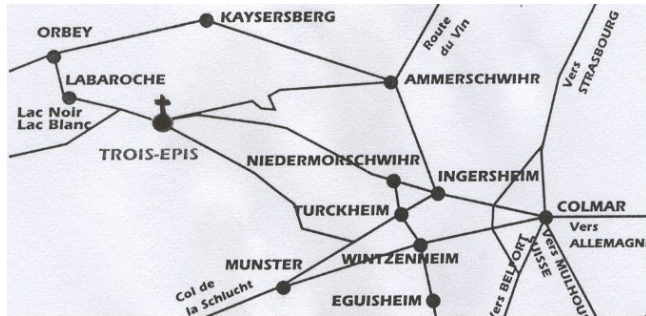 KAYSERSBERG
ORBEY
Route
du Vin
Vers
STRASBOURG
LABAROCHE
AMMERSCHWIHR
Lac Noir
Lac Blanc
TROIS-EPIS
NIEDERMORSCHWIHR
INGERSHEIM
TURCKHEIM
COLMAR
Vers
ALLEMAGNE
MUNSTER
WINTZENHEIM
Vers BELFORT
SUISSE
Vers MULHOUSE
Col de
la Schlucht
EGUISHEIM